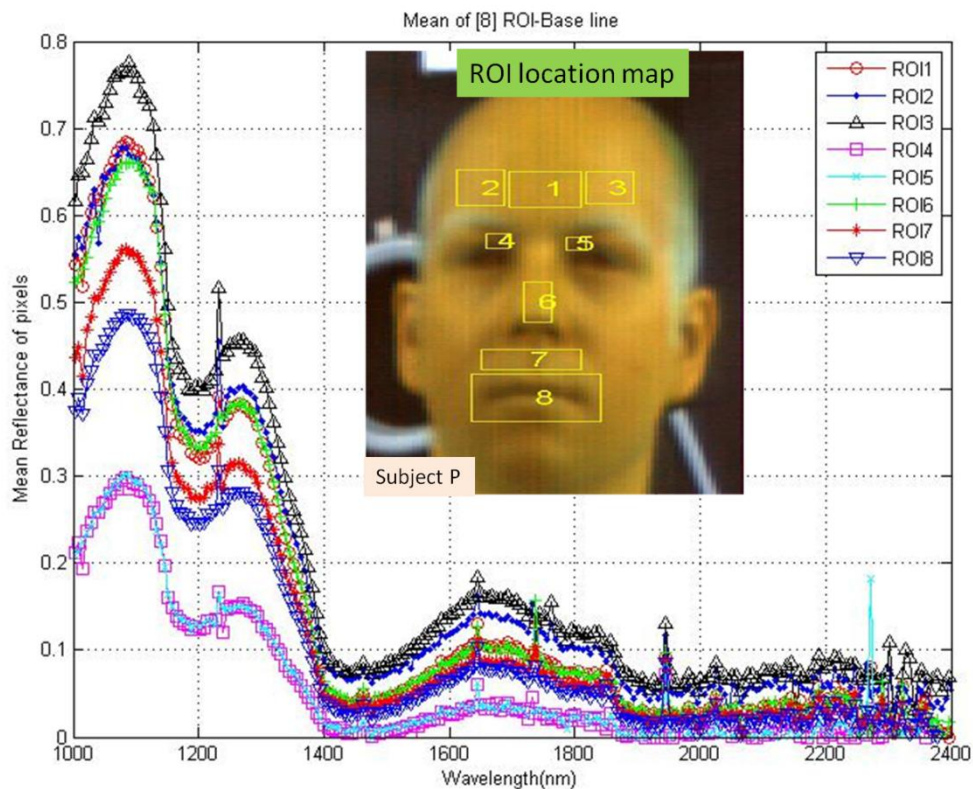 Mean of [8] ROI-Base line
0.8
0.7
0.6
0.5
0.4
0.3
0.2
0.1
0
Mean Reflectance of pixels
ROI location map
2 1 3
4 5
6
7
8
Subject P
ROI1
ROI2
ROI3
ROI4
ROI5
ROI6
ROI7
ROI8
1000 1200 1400 1600 1800 2000 2200 2400
Wavelength(nm)